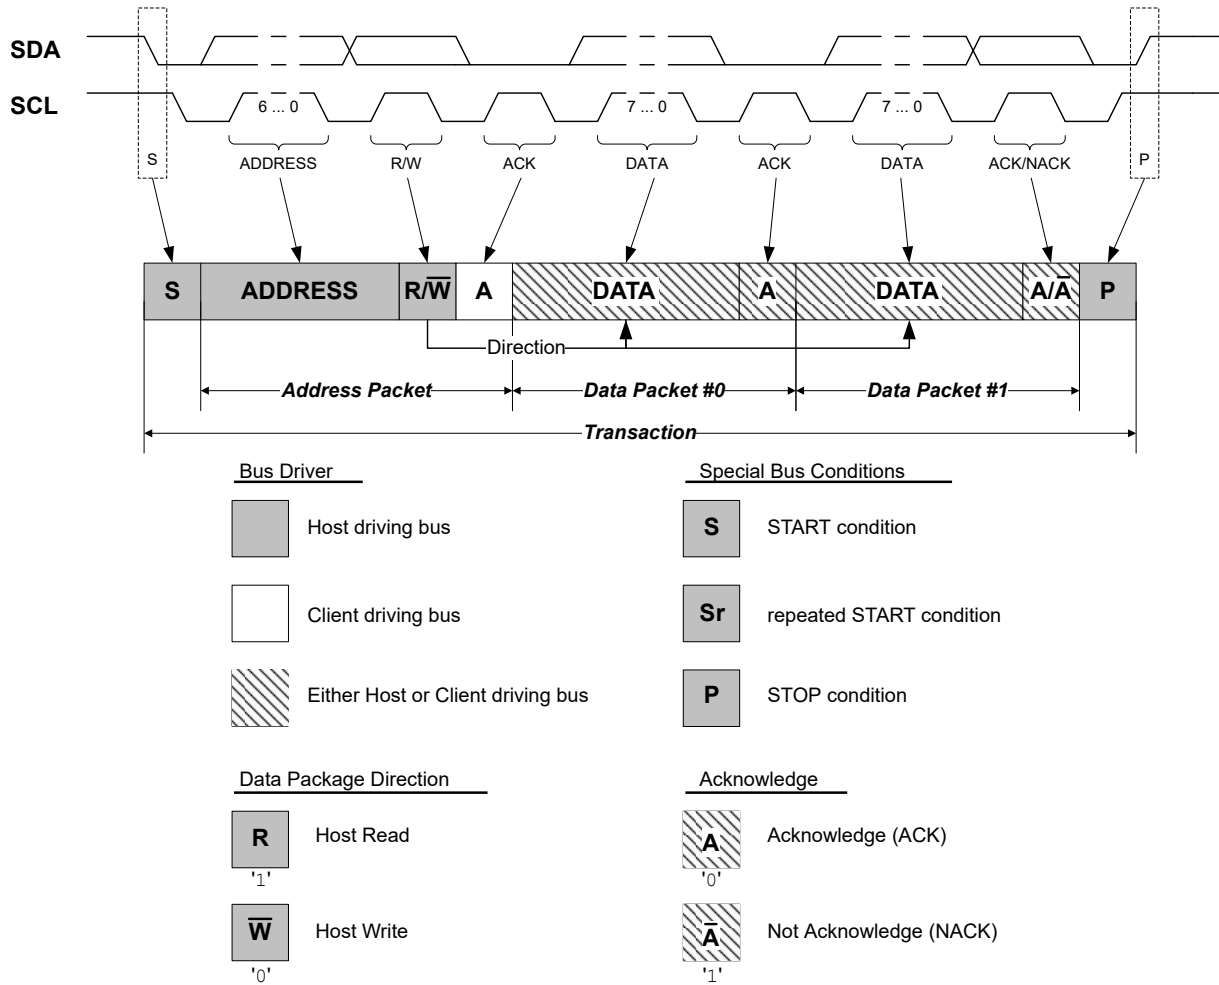 SDA
SCL
6 ... 0
7 ... 0
7 ... 0
S
ADDRESS
R/W
ACK
DATA
ACK
DATA
ACK/NACK
P
S
ADDRESS
R/W̅
A
DATA
A
DATA
A/A̅
P
Direction
Address Packet
Data Packet #0
Data Packet #1
Transaction
Bus Driver
Host driving bus
Client driving bus
Either Host or Client driving bus
Special Bus Conditions
S
START condition
Sr
repeated START condition
P
STOP condition
Data Package Direction
R
Host Read
'1'
W̅
Host Write
'0'
Acknowledge
A
Acknowledge (ACK)
'0'
A̅
Not Acknowledge (NACK)
'1'